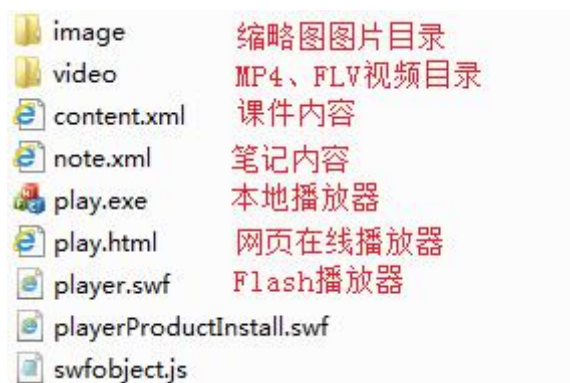 image 缩略图图片目录
video MP4、FLV视频目录
content.xml 课件内容
note.xml 笔记内容
play.exe 本地播放器
play.html 网页在线播放器
player.swf Flash播放器
playerProductInstall.swf
swfobject.js